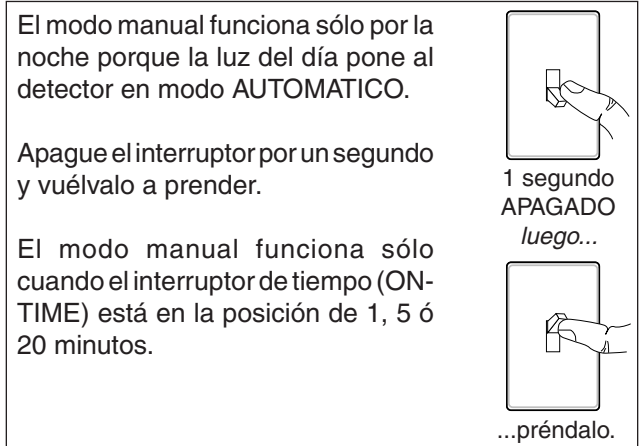 El modo manual funciona sólo por la
noche porque la luz del día pone al
detector en modo AUTOMATICO.
Apague el interruptor por un segundo
y vuélvalo a prender.
El modo manual funciona sólo
cuando el interruptor de tiempo (ON-
TIME) está en la posición de 1, 5 ó
20 minutos.
1 segundo
APAGADO
luego...
...préndalo.